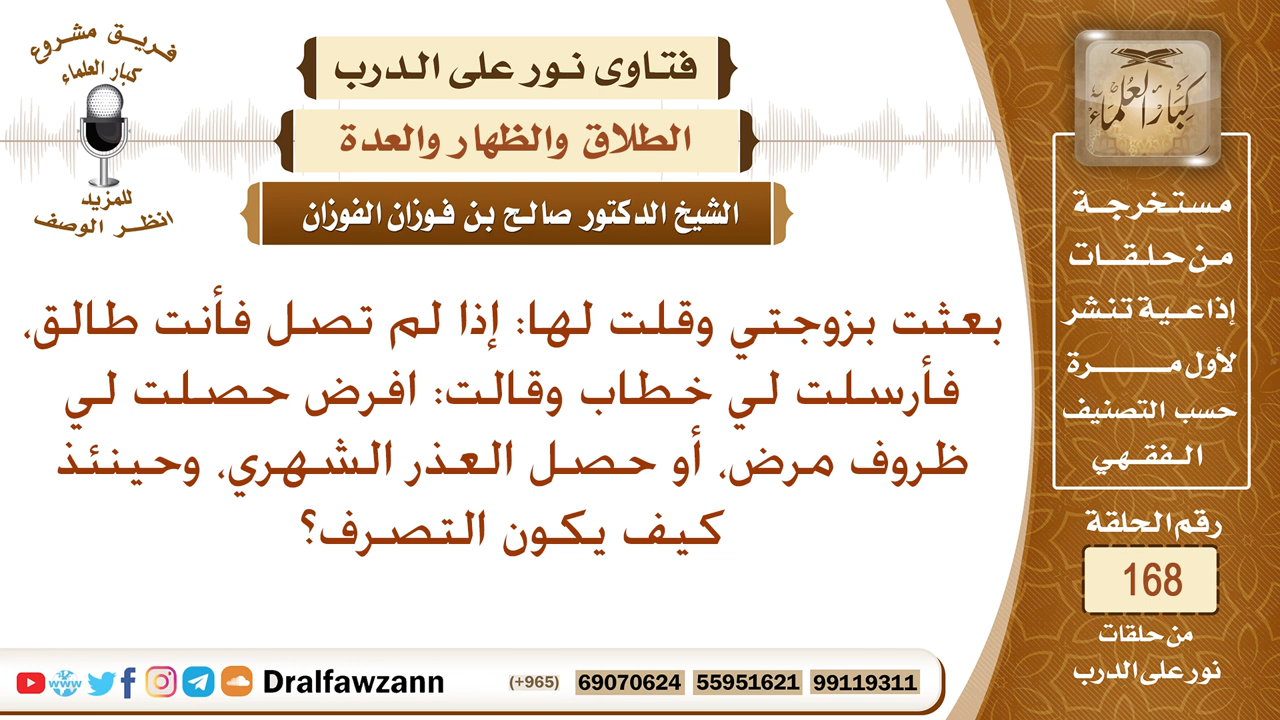 فريق مشروع
كبار العلماء
للمزيد
انظر الوصف
فتاوى نور على الدرب
الطلاق والظهار والعدة
الشيخ الدكتور صالح بن فوزان الفوزان
بعثت بزوجتي وقلت لها: إذا لم تصل فأنت طالق،
فأرسلت لي خطاب وقالت: افرض حصلت لي
ظروف مرض، أو حصل العذر الشهري، وحينئذ
كيف يكون التصرف؟
كبار العلماء
مستخرجة
من حلقات
إذاعية تنشر
لأول مرة
حسب التصنيف
الفقهي
رقم الحلقة
168
من حلقات
نور على الدرب
www
Dralfawzann
(+965) 69070624 55951621 99119311